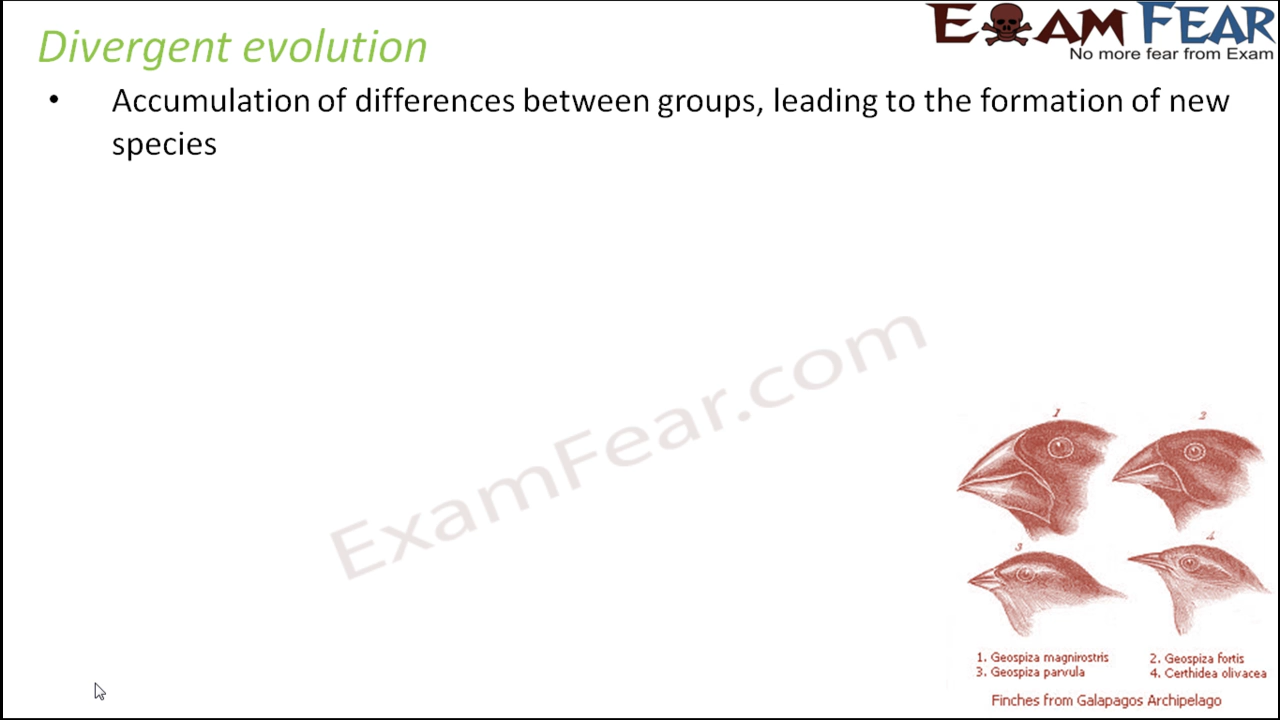 Divergent evolution
EXAM FEAR
No more fear from Exam
• Accumulation of differences between groups, leading to the formation of new
species
ExamFear.com
1
2
3
4
1. Geospiza magnirostris
2. Geospiza fortis
3. Geospiza parvula
4. Certhidea olivacea
Finches from Galapagos Archipelago